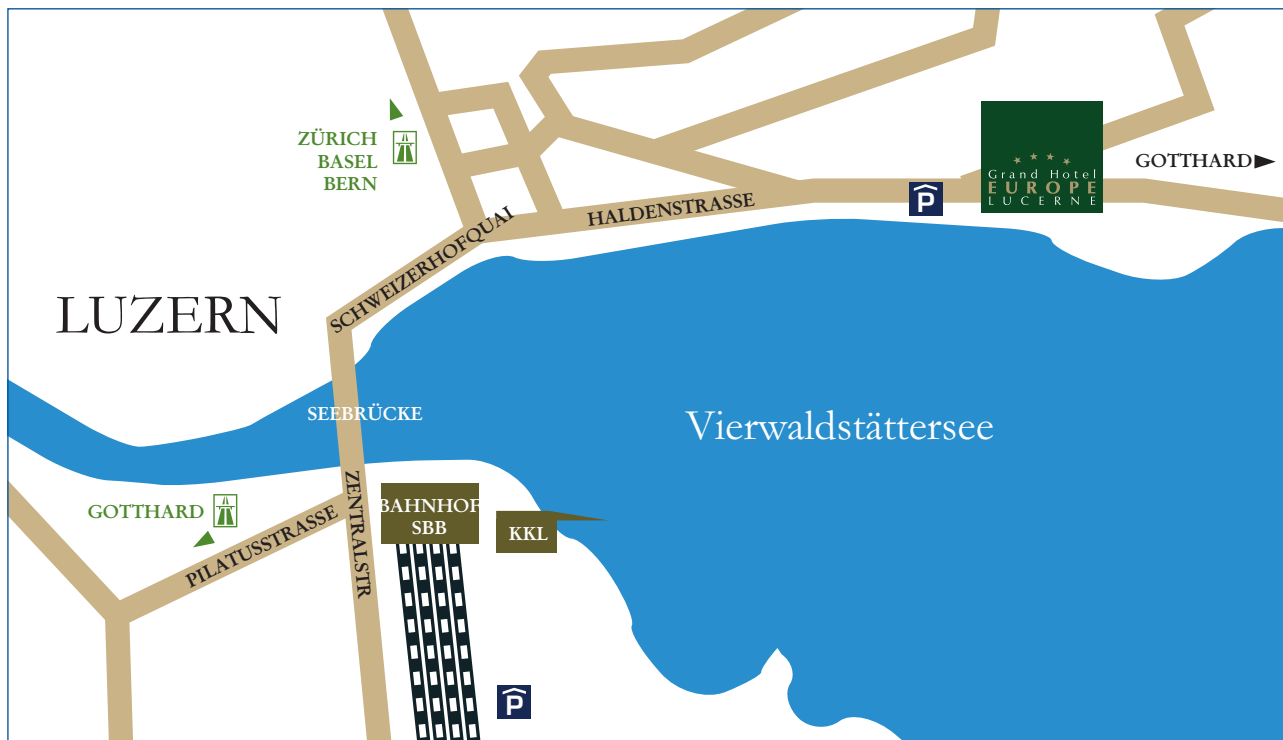 ZÜRICH
BASEL
BERN
GOTTHARD
Grand Hotel
EUROPE
LUCERNE
P
HALDENSTRASSE
SCHWEIZERHOFQUAI
LUZERN
SEEBRÜCKE
Vierwaldstättersee
GOTTHARD
PILATUSSTRASSE
ZENTRALSTR
BAHNHOF
SBB
KKL
P